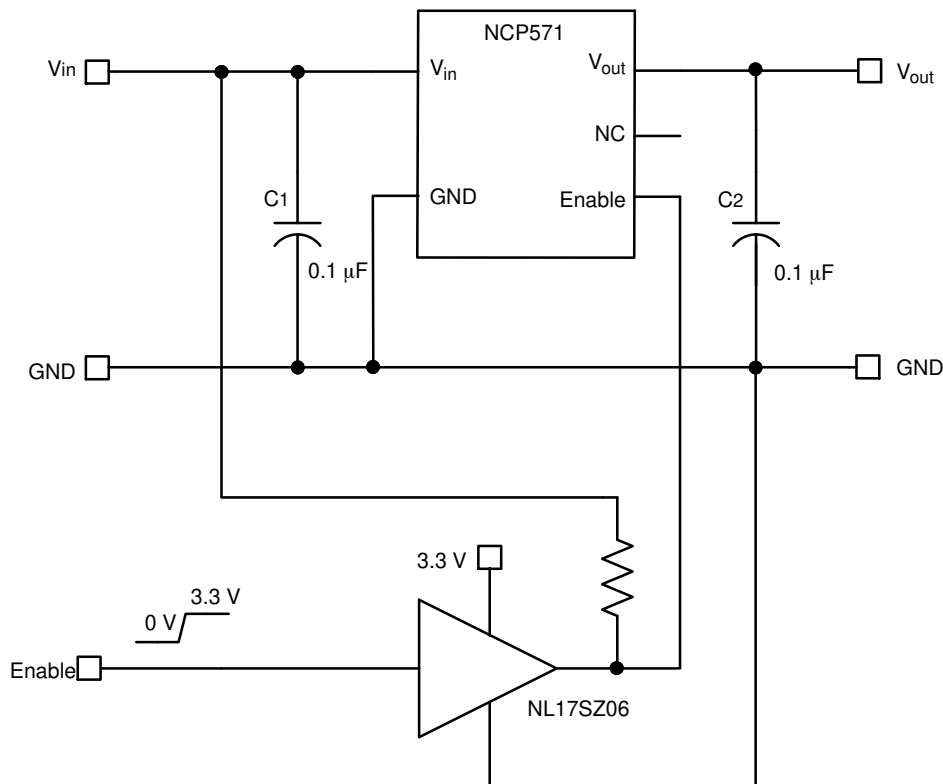 NCP571
Vin
Vin
Vout
Vout
NC
C1
GND
Enable
C2
0.1 μF
0.1 μF
GND
GND
3.3 V
3.3 V
0 V
Enable
NL17SZ06